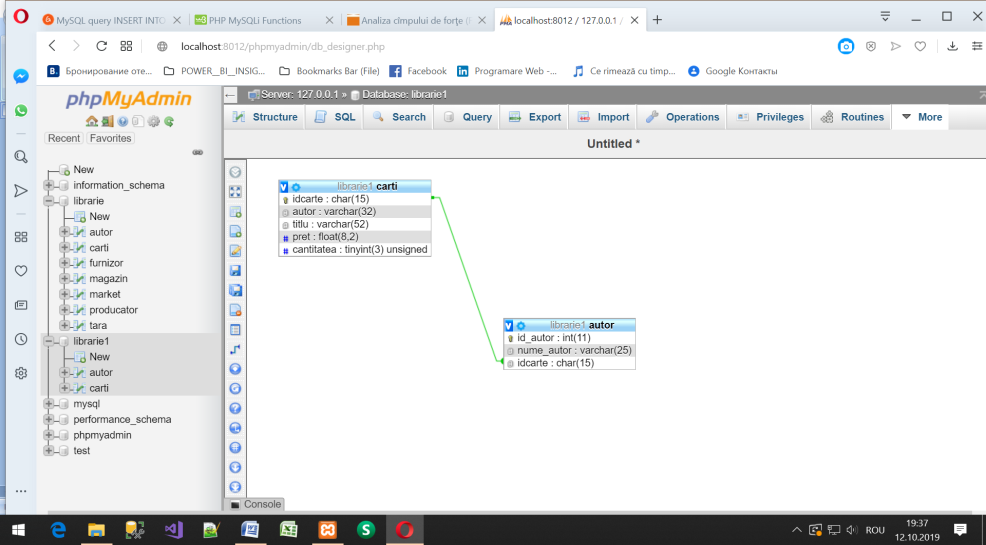 MySQL query INSERT INTO
PHP MySQLi Functions
Analiza cîmpului de forțe (F
localhost:8012 / 127.0.0.1 /
localhost:8012/phpmyadmin/db_designer.php
Бронирование оте...
POWER__BI__INSIG...
Bookmarks Bar (File)
Facebook
Programare Web -...
Ce rimează cu timp...
Google Контакты
phpMyAdmin
Recent
Favorites
New
information_schema
librarie
New
autor
carti
furnizor
magazin
market
producator
tara
librarie1
New
autor
carti
mysql
performance_schema
phpmyadmin
test
Server: 127.0.0.1 » Database: librarie1
Structure
SQL
Search
Query
Export
Import
Operations
Privileges
Routines
More
Untitled *
librarie1 carti
idcarte : char(15)
autor : varchar(32)
titlu : varchar(52)
pret : float(8,2)
cantitatea : tinyint(3) unsigned
librarie1 autor
id_autor : int(11)
nume_autor : varchar(25)
idcarte : char(15)
Console
ROU
19:37
12.10.2019